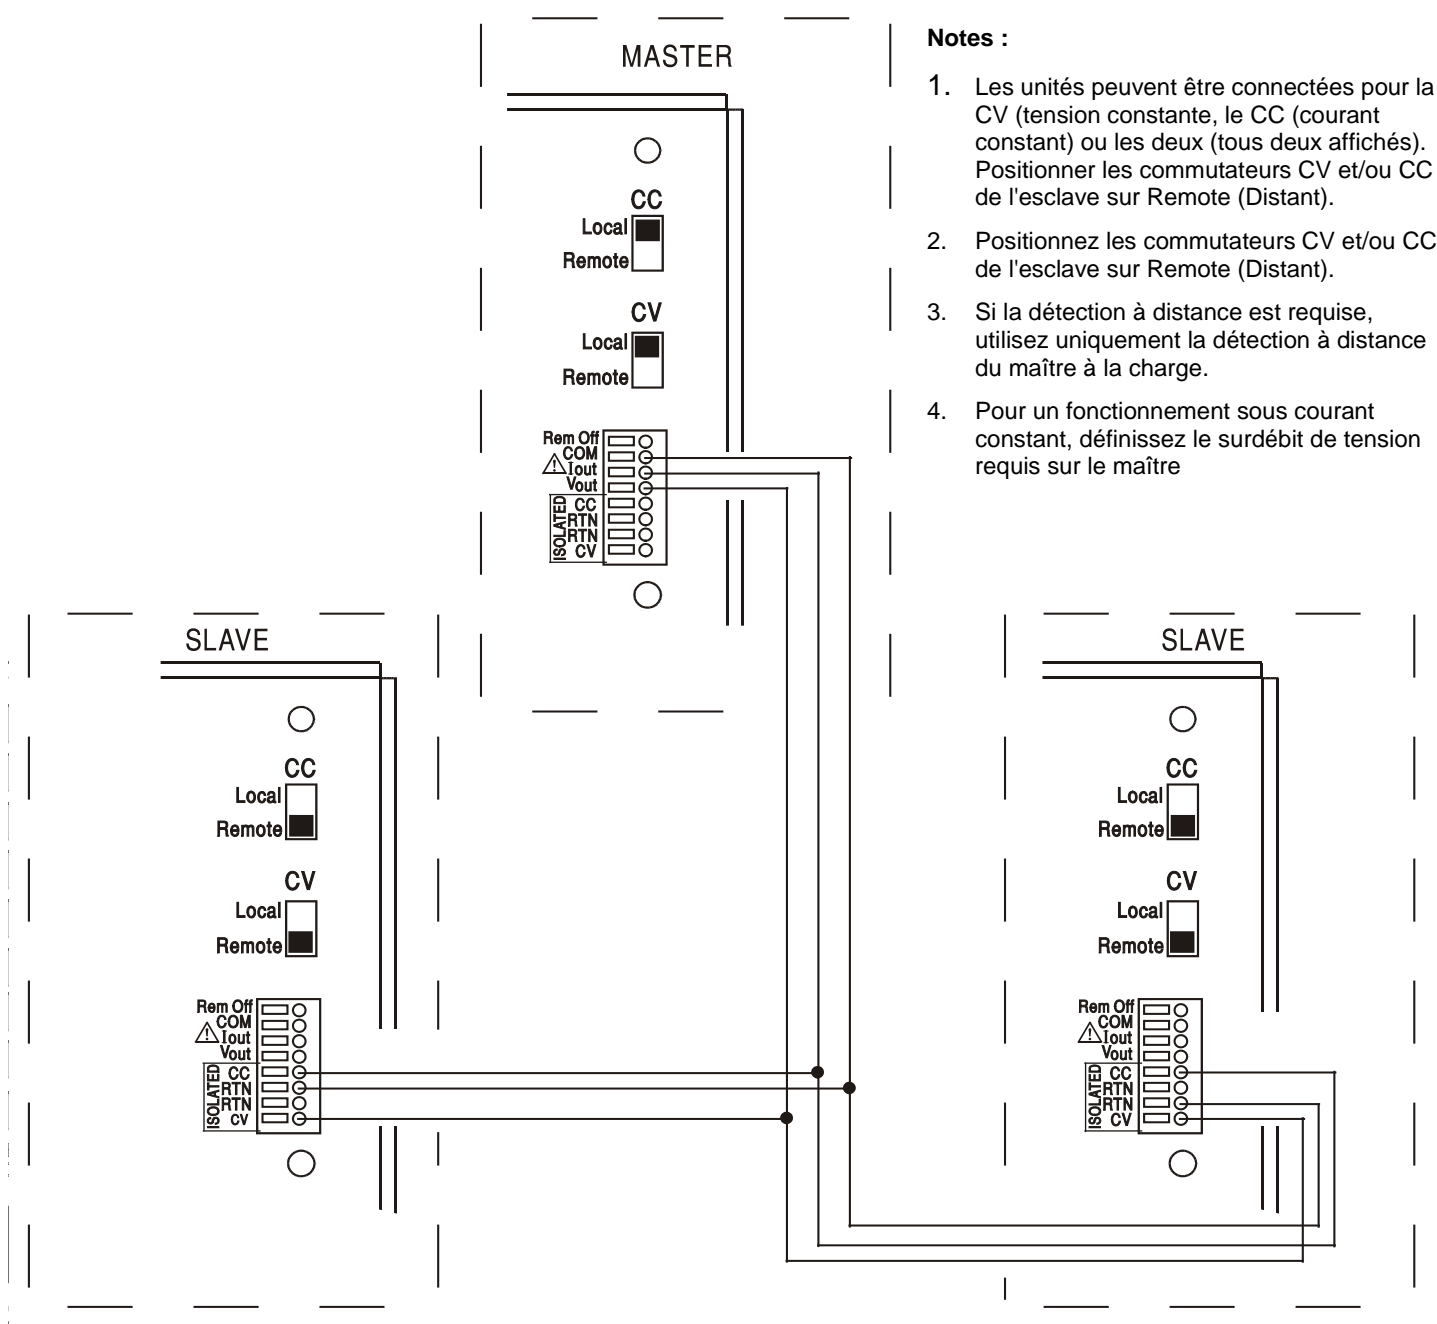 MASTER
CC
Local
Remote
CV
Local
Remote
Rem Off
COM
Iout
Vout
ISOLATED
CC
RTN
RTN
CV
Notes :
1. Les unités peuvent être connectées pour la
CV (tension constante, le CC (courant
constant) ou les deux (tous deux affichés).
Positionner les commutateurs CV et/ou CC
de l'esclave sur Remote (Distant).
2. Positionnez les commutateurs CV et/ou CC
de l'esclave sur Remote (Distant).
3. Si la détection à distance est requise,
utilisez uniquement la détection à distance
du maître à la charge.
4. Pour un fonctionnement sous courant
constant, définissez le surdébit de tension
requis sur le maître
SLAVE
CC
Local
Remote
CV
Local
Remote
Rem Off
COM
Iout
Vout
ISOLATED
CC
RTN
RTN
CV
SLAVE
CC
Local
Remote
CV
Local
Remote
Rem Off
COM
Iout
Vout
ISOLATED
CC
RTN
RTN
CV